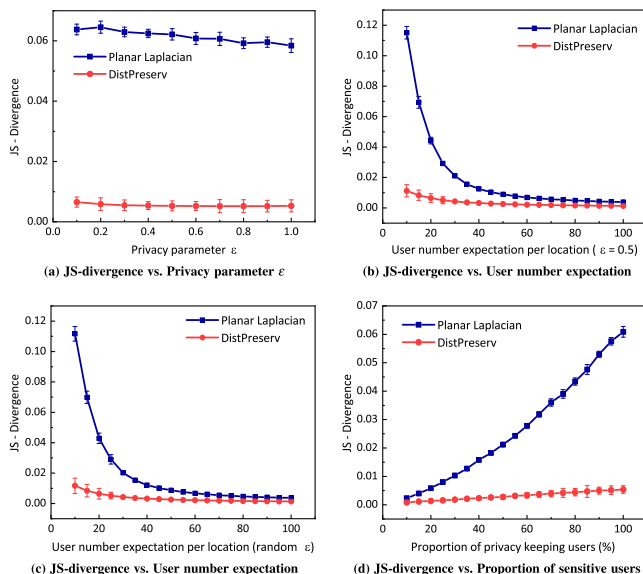 0.06
0.04
0.02
0.00
JS - Divergence
Planar Laplacian
DistPreserv
0.0 0.2 0.4 0.6 0.8 1.0
Privacy parameter ε
(a) JS-divergence vs. Privacy parameter ε
0.12
0.10
0.08
0.06
0.04
0.02
0.00
JS - Divergence
Planar Laplacian
DistPreserv
0 20 40 60 80 100
User number expectation per location ( ε = 0.5)
(b) JS-divergence vs. User number expectation
0.12
0.10
0.08
0.06
0.04
0.02
0.00
JS - Divergence
Planar Laplacian
DistPreserv
0 20 40 60 80 100
User number expectation per location (random ε)
(c) JS-divergence vs. User number expectation
0.07
0.06
0.05
0.04
0.03
0.02
0.01
0.00
JS - Divergence
Planar Laplacian
DistPreserv
0 20 40 60 80 100
Proportion of privacy keeping users (%)
(d) JS-divergence vs. Proportion of sensitive users